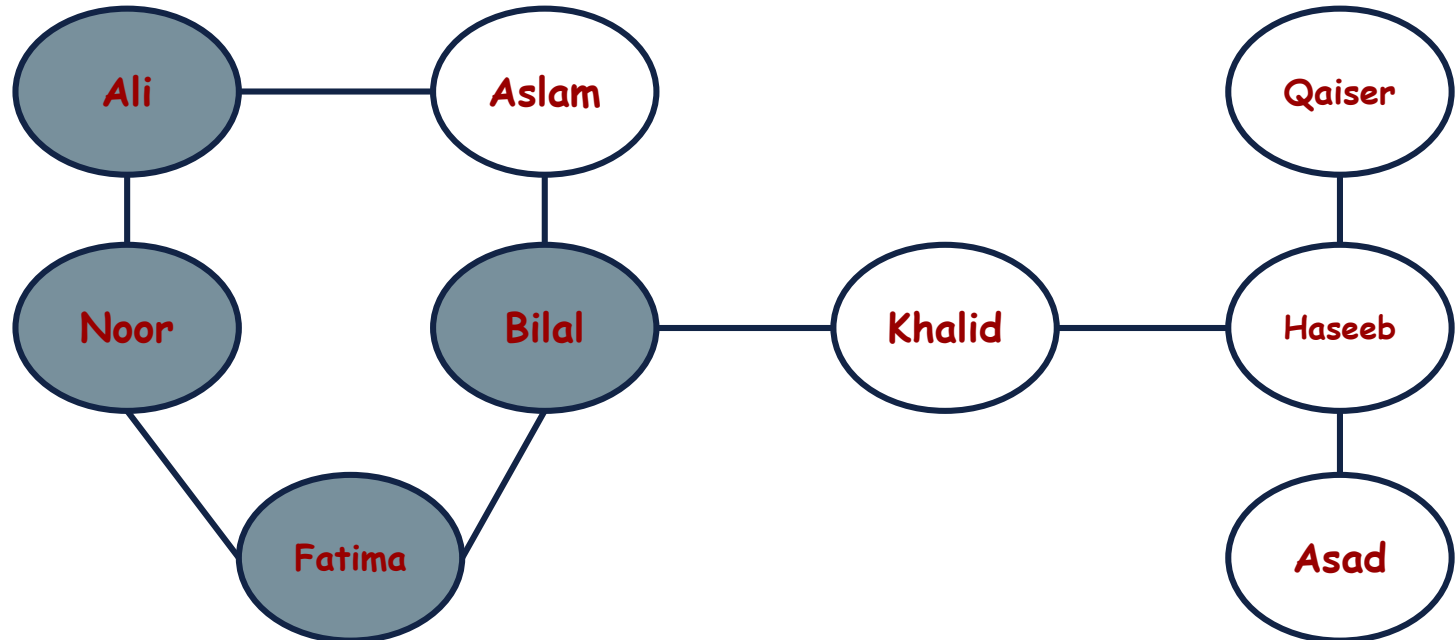 Ali
Aslam
Qaiser
Noor
Bilal
Khalid
Haseeb
Fatima
Asad